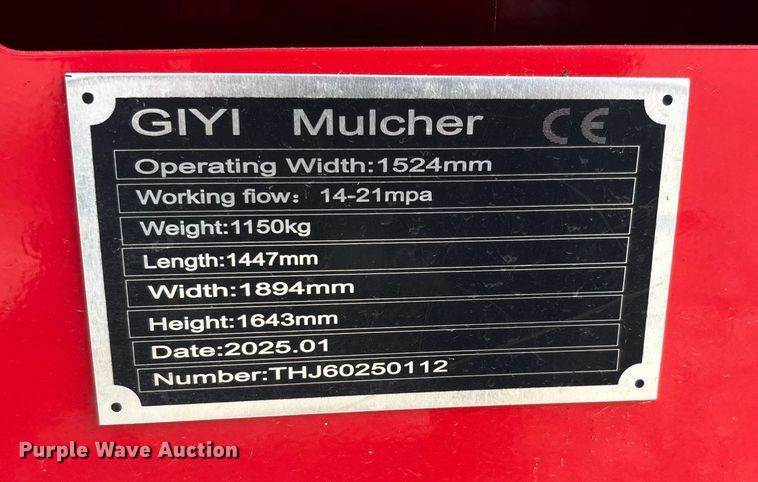 GIYI Mulcher CE
Operating Width:1524mm
Working flow: 14-21mpa
Weight:1150kg
Length:1447mm
Width:1894mm
Height:1643mm
Date:2025.01
Number:THJ60250112
Purple Wave Auction